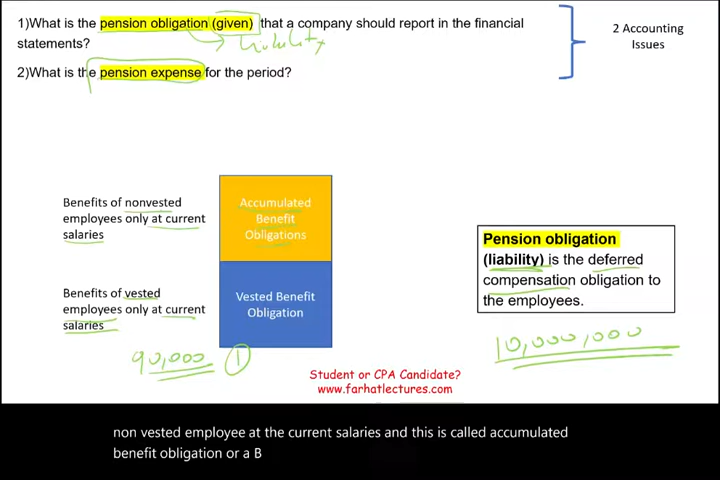 1)What is the pension obligation (given) that a company should report in the financial
statements?
liability
2)What is the pension expense for the period?
2 Accounting
Issues
Benefits of nonvested
employees only at current
salaries
Accumulated
Benefit
Obligations
Pension obligation
(liability) is the deferred
compensation obligation to
the employees.
Benefits of vested
employees only at current
salaries
Vested Benefit
Obligation
90,000
1
10,000,000
Student or CPA Candidate?
www.farhatlectures.com
non vested employee at the current salaries and this is called accumulated
benefit obligation or a B